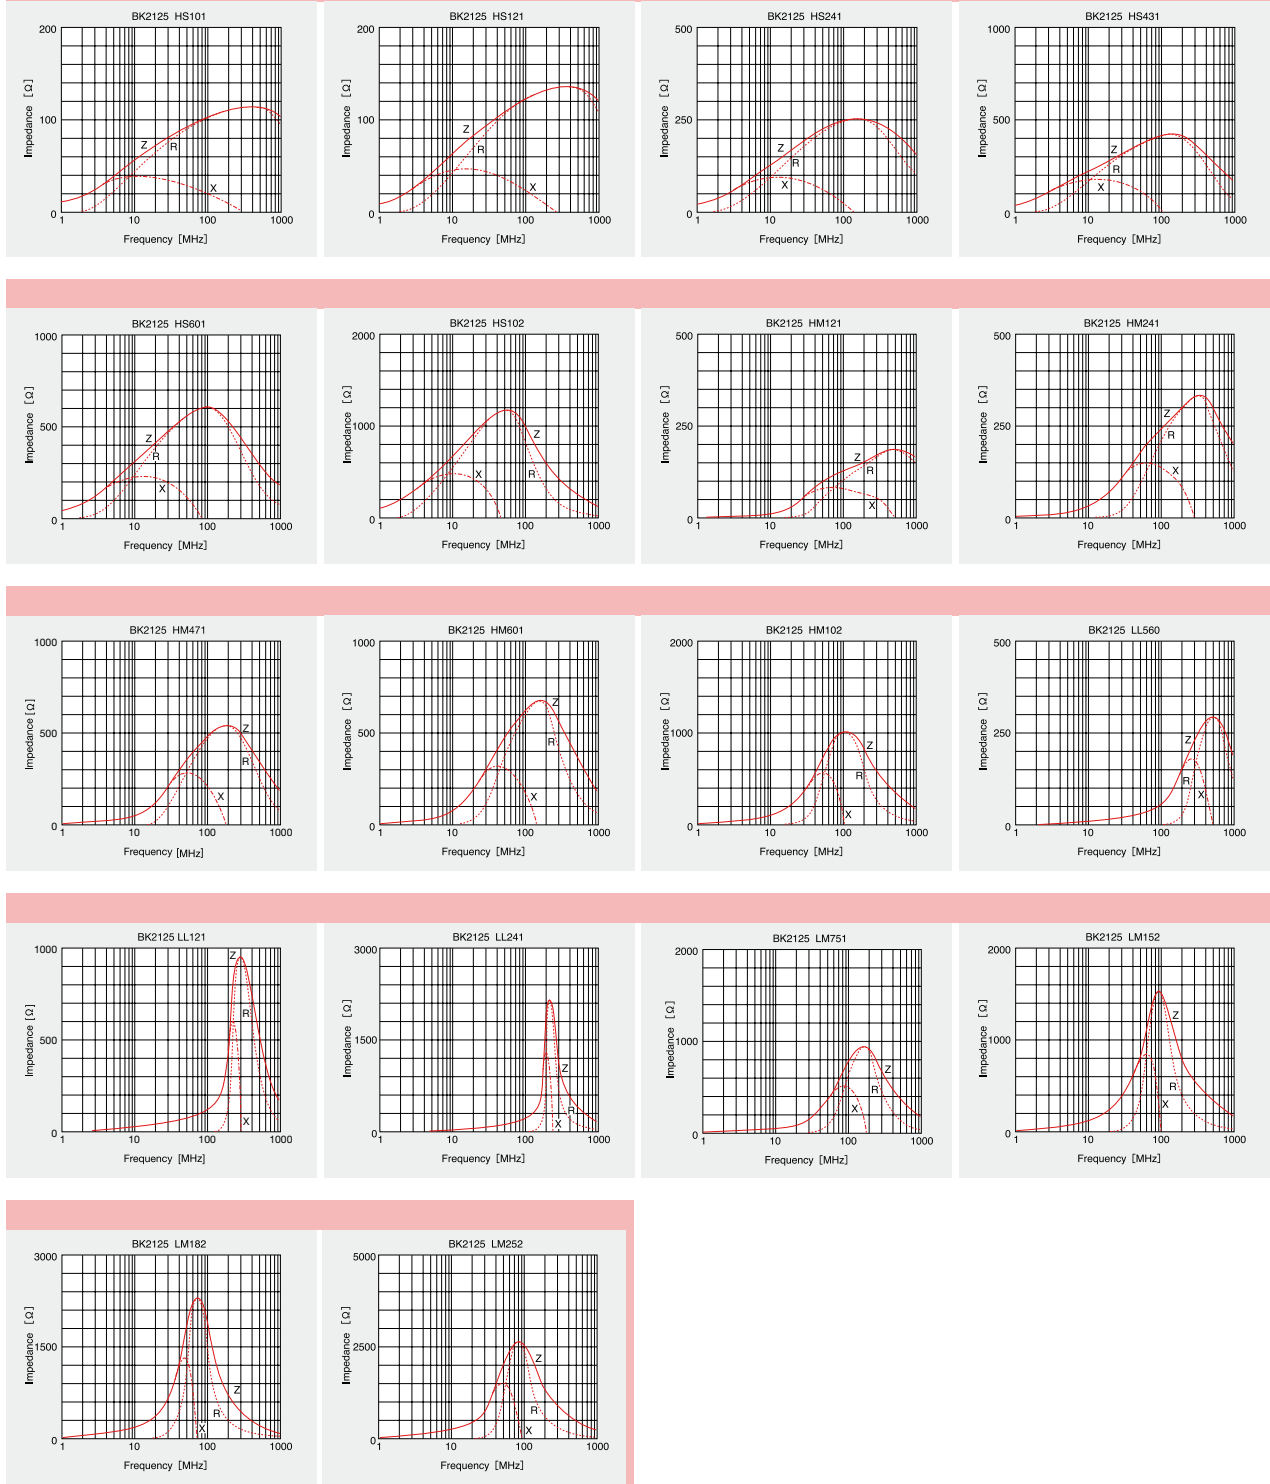 BK2125 HS101
200
100
0
Impedance [Ω]
Z
R
X
1
10
100
1000
Frequency [MHz]
BK2125 HS121
200
100
0
Impedance [Ω]
Z
R
X
1
10
100
1000
Frequency [MHz]
BK2125 HS241
500
250
0
Impedance [Ω]
Z
R
X
1
10
100
1000
Frequency [MHz]
BK2125 HS431
1000
500
0
Impedance [Ω]
Z
R
X
1
10
100
1000
Frequency [MHz]
BK2125 HS601
1000
500
0
Impedance [Ω]
Z
R
X
1
10
100
1000
Frequency [MHz]
BK2125 HS102
2000
1000
0
Impedance [Ω]
Z
R
X
1
10
100
1000
Frequency [MHz]
BK2125 HM121
500
250
0
Impedance [Ω]
Z
R
X
1
10
100
1000
Frequency [MHz]
BK2125 HM241
500
250
0
Impedance [Ω]
Z
R
X
1
10
100
1000
Frequency [MHz]
BK2125 HM471
1000
500
0
Impedance [Ω]
Z
R
X
1
10
100
1000
Frequency [MHz]
BK2125 HM601
1000
500
0
Impedance [Ω]
Z
R
X
1
10
100
1000
Frequency [MHz]
BK2125 HM102
2000
1000
0
Impedance [Ω]
Z
R
X
1
10
100
1000
Frequency [MHz]
BK2125 LL560
500
250
0
Impedance [Ω]
Z
R
X
1
10
100
1000
Frequency [MHz]
BK2125 LL121
1000
500
0
Impedance [Ω]
Z
R
X
1
10
100
1000
Frequency [MHz]
BK2125 LL241
3000
1500
0
Impedance [Ω]
Z
R
X
1
10
100
1000
Frequency [MHz]
BK2125 LM751
2000
1000
0
Impedance [Ω]
Z
R
X
1
10
100
1000
Frequency [MHz]
BK2125 LM152
2000
1000
0
Impedance [Ω]
Z
R
X
1
10
100
1000
Frequency [MHz]
BK2125 LM182
3000
1500
0
Impedance [Ω]
Z
R
X
1
10
100
1000
Frequency [MHz]
BK2125 LM252
5000
2500
0
Impedance [Ω]
Z
R
X
1
10
100
1000
Frequency [MHz]